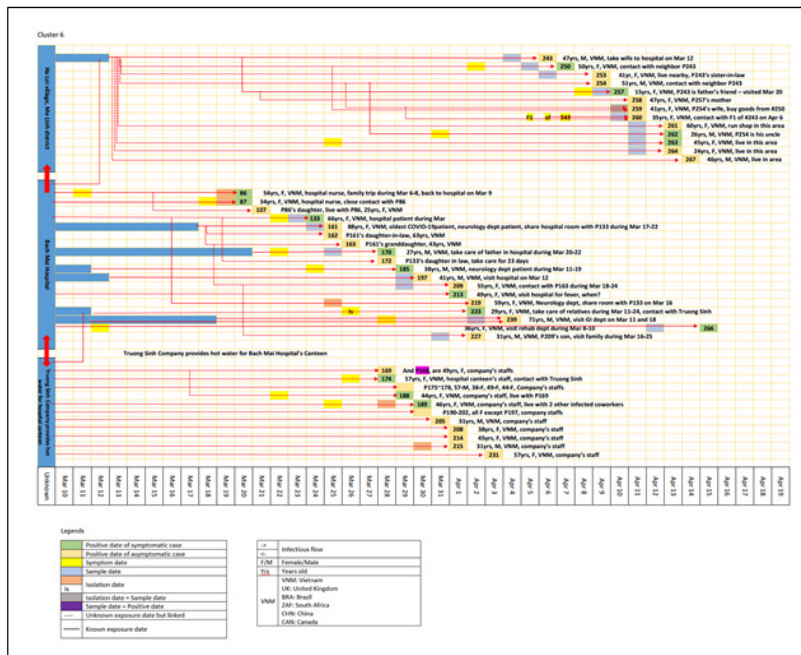 Cluster 6
Ha Loi village, Me Linh district
243 47yrs, M, VNM, take wife to hospital on Mar 12
250 50yrs, F, VNM, contact with neighbor P243
253 41yr, F, VNM, live nearby, P243's sister-in-law
254 51yrs, M, VNM, contact with neighbor P243
257 15yrs, F, VNM, P243 is father's friend – visited Mar 20
258 47yrs, F, VNM, P257's mother
259 41yrs, F, VNM, P254's wife, buy goods from #250
F1 of 243 260 35yrs, F, VNM, contact with F1 of #243 on Apr 6
261 60yrs, F, VNM, run shop in this area
262 26yrs, M, VNM, P254 is his uncle
263 45yrs, F, VNM, live in this area
264 24yrs, F, VNM, live in this area
267 46yrs, M, VNM, live in area
Bach Mai Hospital
86 54yrs, F, VNM, hospital nurse, family trip during Mar 6-8, back to hospital on Mar 9
87 34yrs, F, VNM, hospital nurse, close contact with P86
107 P86's daughter, live with P86, 25yrs, F, VNM
133 66yrs, F, VNM, hospital patient during Mar
161 88yrs, F, VNM, oldest COVID-19patient, neurology dept patient, share hospital room with P133 during Mar 17-22
162 P161's daughter-in-law, 63yrs, VNM
163 P161's granddaughter, 43yrs, VNM
170 27yrs, M, VNM, take care of father in hospital during Mar 20-22
172 P133's daughter in law, take care for 23 days
185 38yrs, F, VNM, neurology dept patient during Mar 11-19
197 41yrs, M, VNM, visit hospital on Mar 12
209 55yrs, F, VNM, contact with P163 during Mar 18-24
213 49yrs, F, VNM, visit hospital for fever, when?
219 59yrs, F, VNM, Neurology dept, share room with P133 on Mar 16
Is 223 29yrs, F, VNM, take care of relatives during Mar 11-24, contact with Truong Sinh
239 71yrs, M, VNM, visit GI dept on Mar 11 and 18
36yrs, F, VNM, visit rehab dept during Mar 8-10 266
227 31yrs, M, VNM, P209's son, visit family during Mar 16-25
Truong Sinh Company provides hot water for Bach Mai Hospital's Canteen
Truong Sinh Company provides hot water for hospital canteen
169 And P168, are 49yrs, F, company's staffs
174 57yrs, F, VNM, hospital canteen's staff, contact with Truong Sinh
P175~178, 57-M, 38-F, 49-F, 44-F, Company's staffs
188 44yrs, F, VNM, company's staff, live with P169
189 46yrs, F, VNM, company's staff, live with 2 other infected coworkers
P190-202, all F except P197, company staffs
205 31yrs, M, VNM, company's staff
208 38yrs, F, VNM, company's staff
214 45yrs, F, VNM, company's staff
215 31yrs, M, VNM, company's staff
231 57yrs, F, VNM, company's staff
Unknown Mar 10 Mar 11 Mar 12 Mar 13 Mar 14 Mar 15 Mar 16 Mar 17 Mar 18 Mar 19 Mar 20 Mar 21 Mar 22 Mar 23 Mar 24 Mar 25 Mar 26 Mar 27 Mar 28 Mar 29 Mar 30 Mar 31 Apr 1 Apr 2 Apr 3 Apr 4 Apr 5 Apr 6 Apr 7 Apr 8 Apr 9 Apr 10 Apr 11 Apr 12 Apr 13 Apr 14 Apr 15 Apr 16 Apr 17 Apr 18 Apr 19
Legends
Positive date of symptomatic case
Positive date of asymptomatic case
Symptom date
Sample date
Is Isolation date
Isolation date = Sample date
Sample date = Positive date
Unknown exposure date but linked
Known exposure date
-> <- Infectious flow
F/M Female/Male
Yrs Years old
VNM VNM: Vietnam
UK: United Kingdom
BRA: Brazil
ZAF: South Africa
CHN: China
CAN: Canada